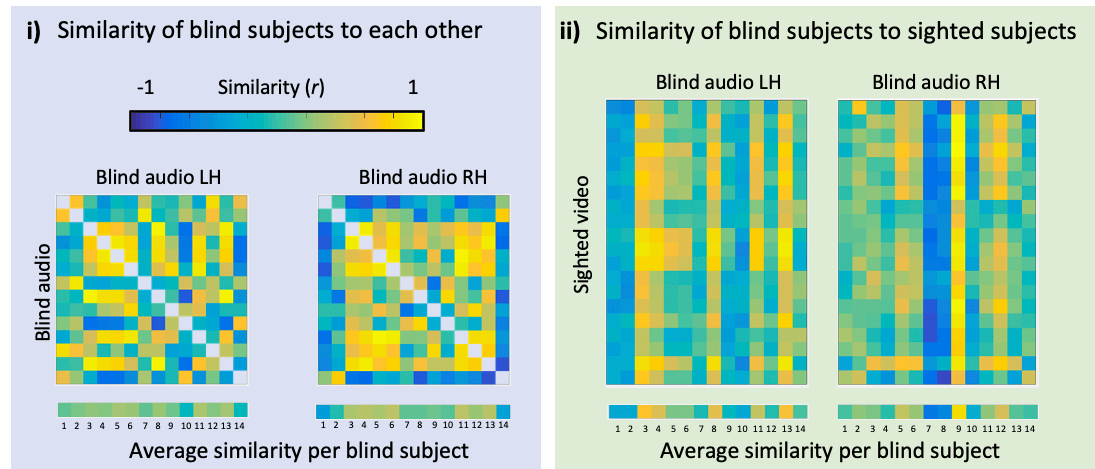 i) Similarity of blind subjects to each other
-1 Similarity (r) 1
Blind audio LH
Blind audio RH
Blind audio
1 2 3 4 5 6 7 8 9 10 11 12 13 14
1 2 3 4 5 6 7 8 9 10 11 12 13 14
Average similarity per blind subject
ii) Similarity of blind subjects to sighted subjects
Blind audio LH
Blind audio RH
Sighted video
1 2 3 4 5 6 7 8 9 10 11 12 13 14
1 2 3 4 5 6 7 8 9 10 11 12 13 14
Average similarity per blind subject